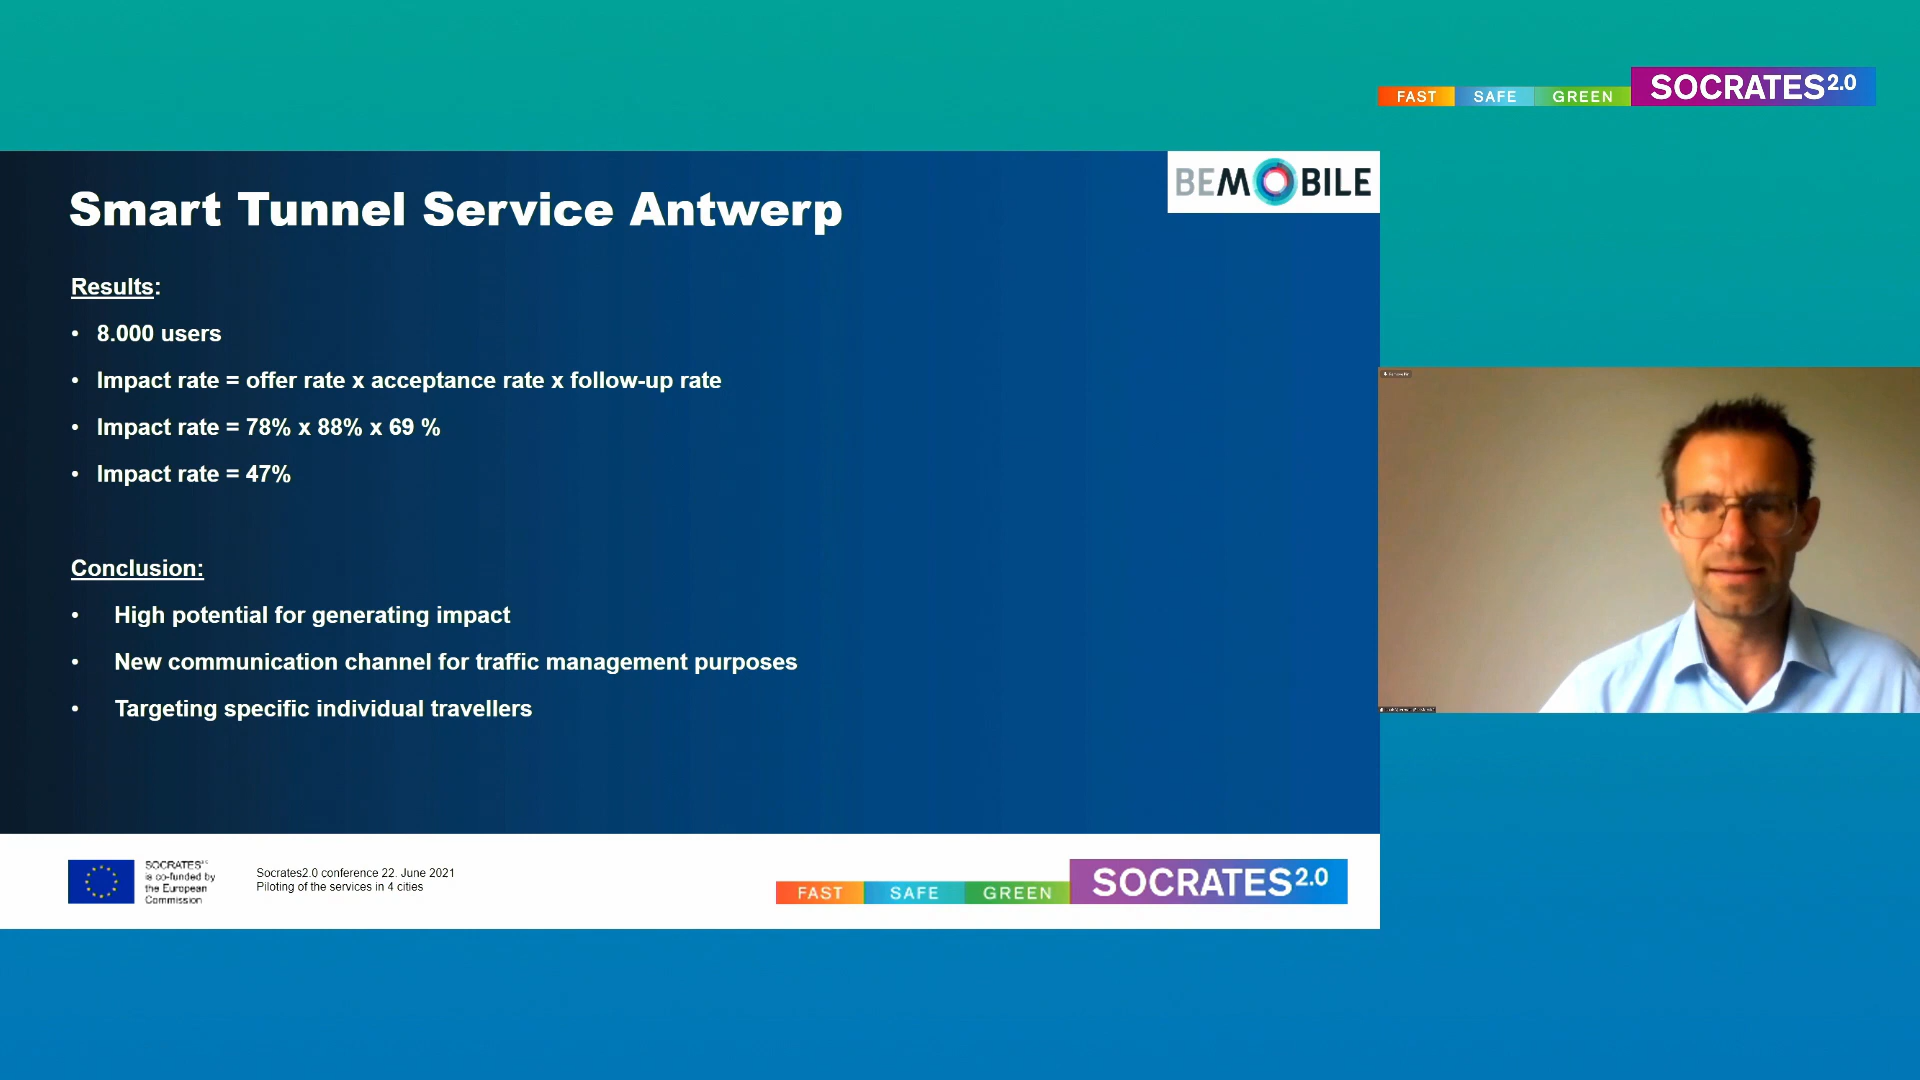 FAST SAFE GREEN SOCRATES2.0
BEMOBILE
Smart Tunnel Service Antwerp
Results:
• 8.000 users
• Impact rate = offer rate x acceptance rate x follow-up rate
• Impact rate = 78% x 88% x 69 %
• Impact rate = 47%
Conclusion:
• High potential for generating impact
• New communication channel for traffic management purposes
• Targeting specific individual travellers
SOCRATES2.0
is co-funded by
the European
Commission
Socrates2.0 conference 22. June 2021
Piloting of the services in 4 cities
FAST SAFE GREEN SOCRATES2.0